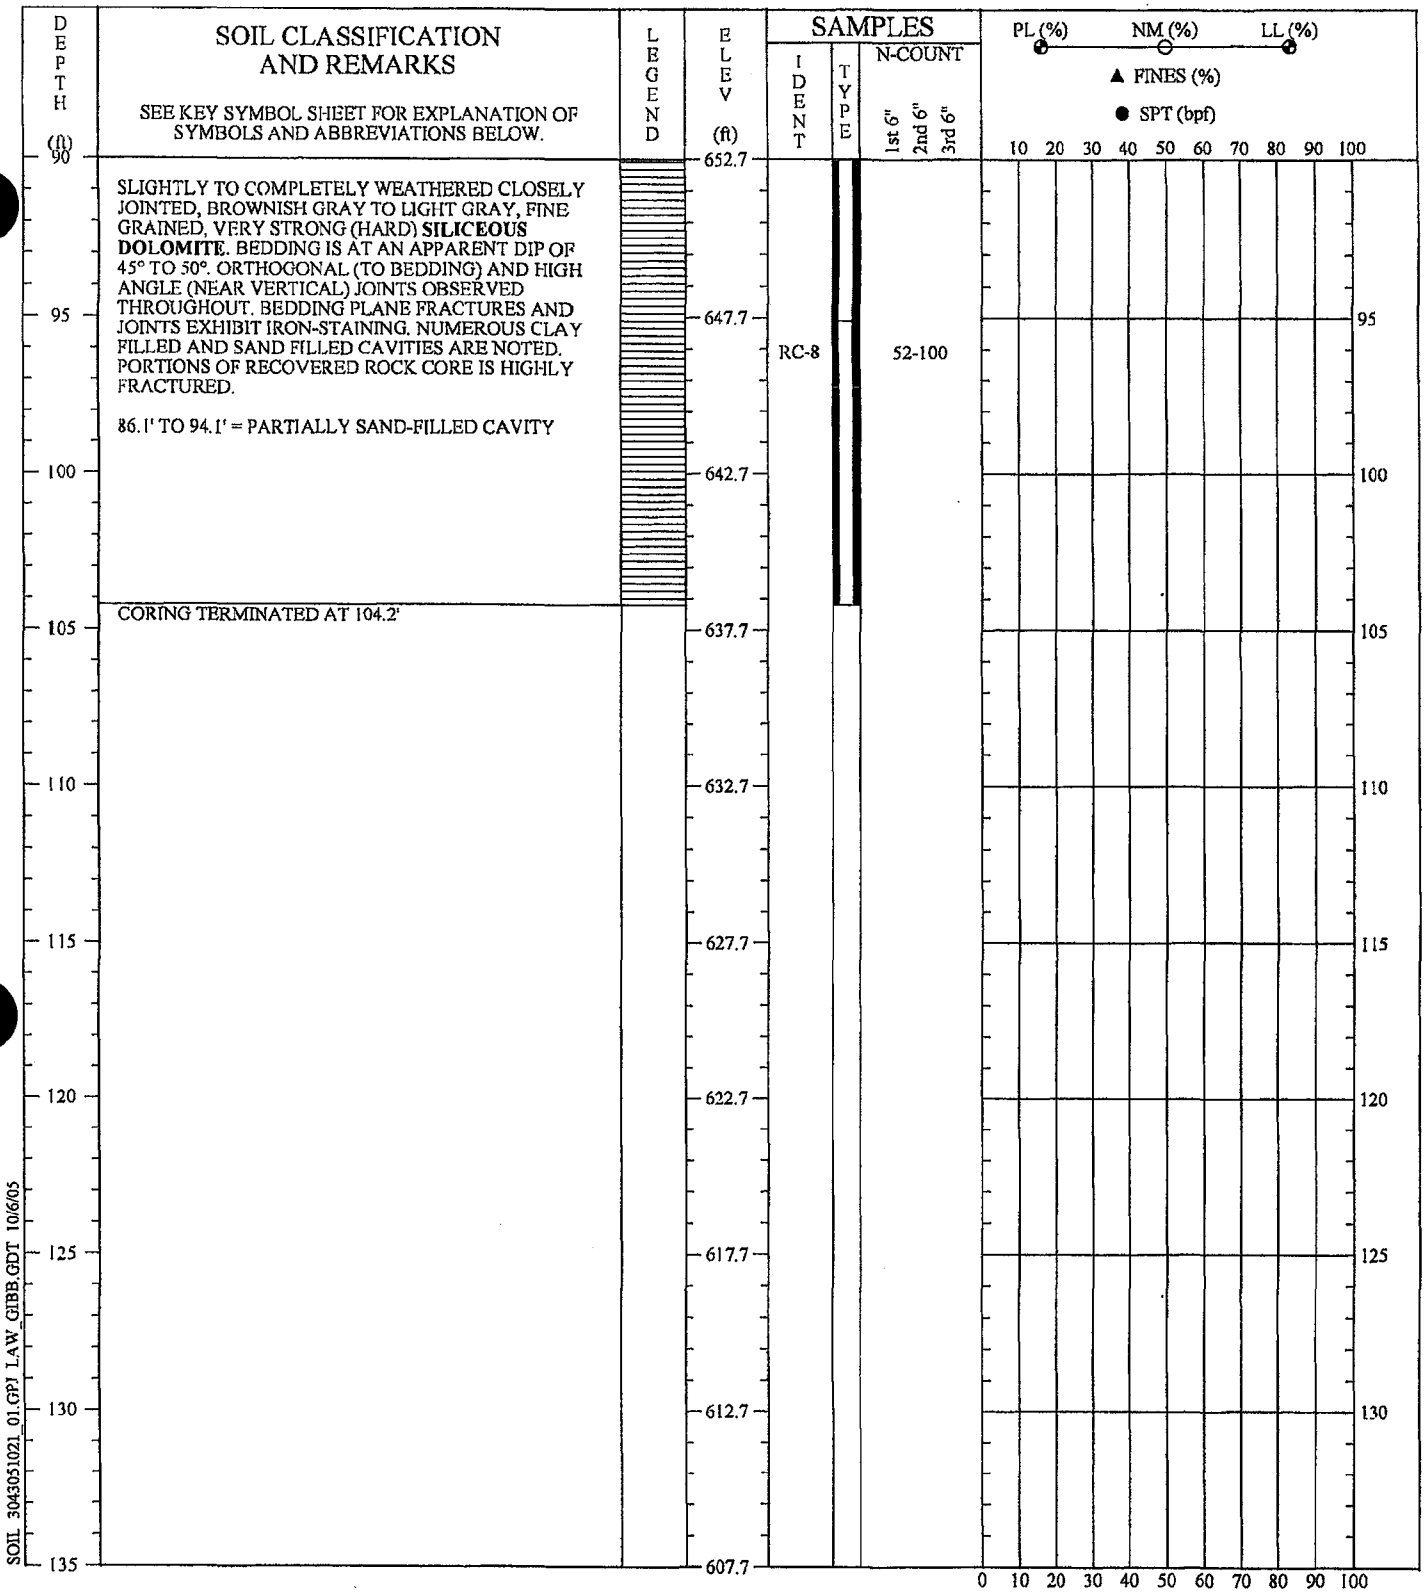 DEPTH (ft)
SOIL CLASSIFICATION
AND REMARKS
SEE KEY SYMBOL SHEET FOR EXPLANATION OF
SYMBOLS AND ABBREVIATIONS BELOW.
LEGEND
ELEV (ft)
SAMPLES
IDENT
TYPE
N-COUNT
1st 6"
2nd 6"
3rd 6"
PL (%) NM (%) LL (%)
▲ FINES (%)
● SPT (bpf)
10 20 30 40 50 60 70 80 90 100
90 652.7
SLIGHTLY TO COMPLETELY WEATHERED CLOSELY
JOINTED, BROWNISH GRAY TO LIGHT GRAY, FINE
GRAINED, VERY STRONG (HARD) SILICEOUS
DOLOMITE. BEDDING IS AT AN APPARENT DIP OF
45° TO 50°. ORTHOGONAL (TO BEDDING) AND HIGH
ANGLE (NEAR VERTICAL) JOINTS OBSERVED
THROUGHOUT. BEDDING PLANE FRACTURES AND
JOINTS EXHIBIT IRON-STAINING. NUMEROUS CLAY
FILLED AND SAND FILLED CAVITIES ARE NOTED.
PORTIONS OF RECOVERED ROCK CORE IS HIGHLY
FRACTURED.
95 647.7 95
RC-8 52-100
86.1' TO 94.1' = PARTIALLY SAND-FILLED CAVITY
100 642.7 100
CORING TERMINATED AT 104.2'
105 637.7 105
110 632.7 110
115 627.7 115
120 622.7 120
125 617.7 125
130 612.7 130
135 607.7
0 10 20 30 40 50 60 70 80 90 100
SOIL 3043051021_01.GPJ LAW_GIBB.GDT 10/6/05